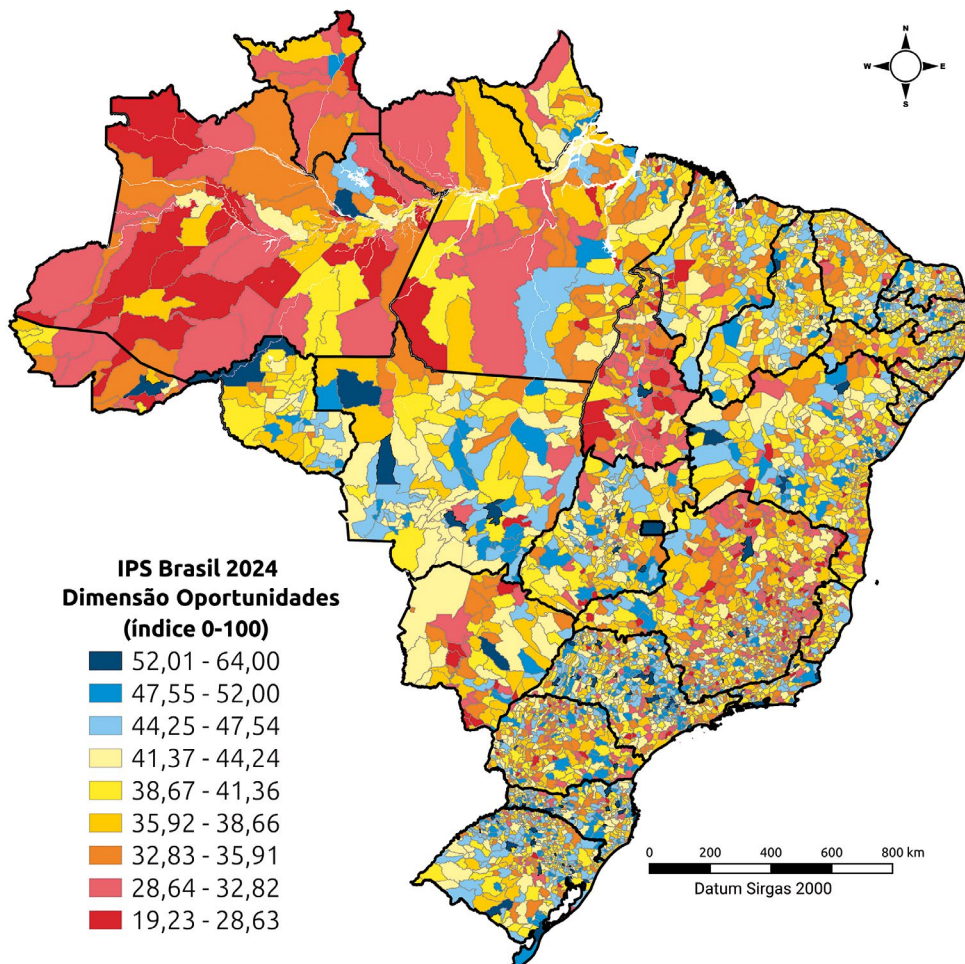 N
W E
S
IPS Brasil 2024
Dimensão Oportunidades
(índice 0-100)
52,01 - 64,00
47,55 - 52,00
44,25 - 47,54
41,37 - 44,24
38,67 - 41,36
35,92 - 38,66
32,83 - 35,91
28,64 - 32,82
19,23 - 28,63
0 200 400 600 800 km
Datum Sirgas 2000